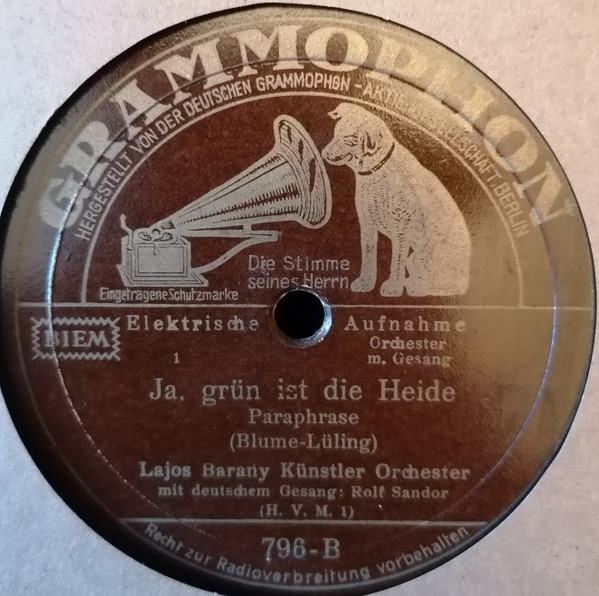 GRAMMOPHON
HERGESTELLT VON DER DEUTSCHEN GRAMMOPHON - AKTIENGESELLSCHAFT BERLIN
Die Stimme
seines Herrn
Eingetragene Schutzmarke
BIEM
Elektrische Aufnahme
1
Orchester
m. Gesang
Ja, grün ist die Heide
Paraphrase
(Blume-Lüling)
Lajos Barany Künstler Orchester
mit deutschem Gesang: Rolf Sandor
(H. V. M. 1)
796-B
Recht zur Radioverbreitung vorbehalten